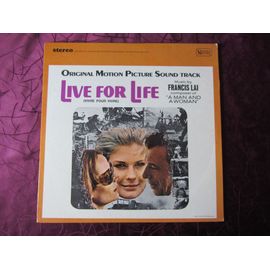 stereo
ORIGINAL MOTION PICTURE SOUND TRACK
LIVE FOR LIFE
(VIVRE POUR VIVRE)
Music by
FRANCIS LAI
composer of
"A MAN AND
A WOMAN"